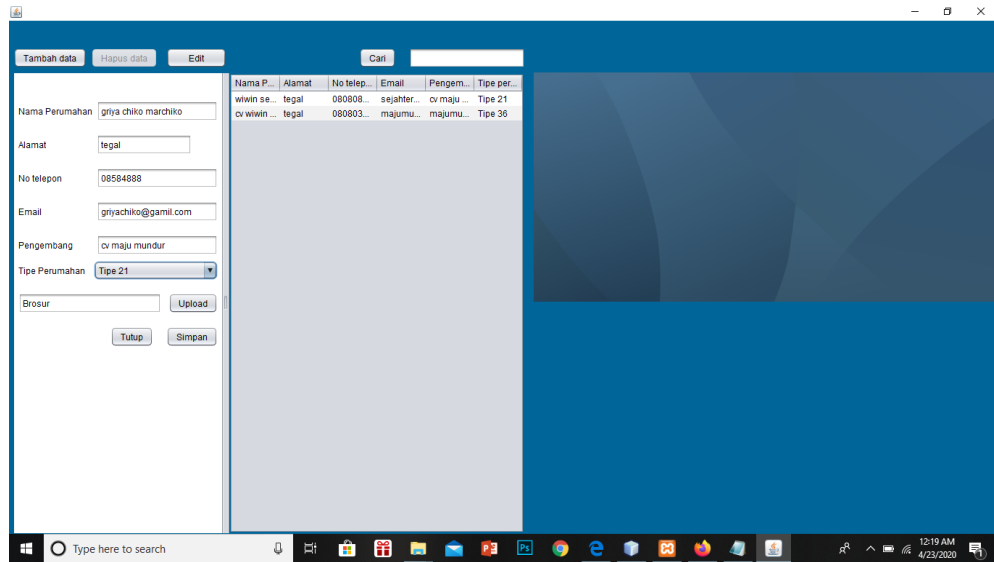 Tambah data Hapus data Edit Cari
Nama P... Alamat No telep... Email Pengem... Tipe per...
wiwin se... tegal 080808... sejahter... cv maju ... Tipe 21
cv wiwin ... tegal 080803... majumu... majumu... Tipe 36
Nama Perumahan griya chiko marchiko
Alamat tegal
No telepon 08584888
Email griyachiko@gamil.com
Pengembang cv maju mundur
Tipe Perumahan Tipe 21
Brosur Upload
Tutup Simpan
Type here to search
12:19 AM
4/23/2020